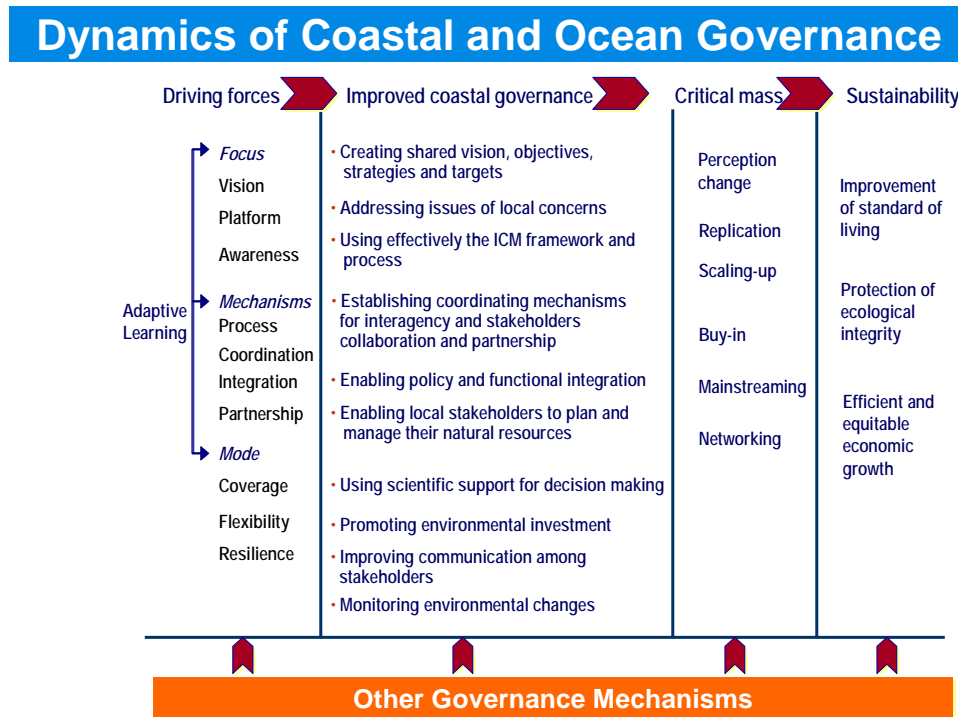 Dynamics of Coastal and Ocean Governance
Driving forces
Improved coastal governance
Critical mass
Sustainability
Adaptive
Learning
Focus
Vision
Platform
Awareness
Mechanisms
Process
Coordination
Integration
Partnership
Mode
Coverage
Flexibility
Resilience
• Creating shared vision, objectives,
strategies and targets
• Addressing issues of local concerns
• Using effectively the ICM framework and
process
• Establishing coordinating mechanisms
for interagency and stakeholders
collaboration and partnership
• Enabling policy and functional integration
• Enabling local stakeholders to plan and
manage their natural resources
• Using scientific support for decision making
• Promoting environmental investment
• Improving communication among
stakeholders
• Monitoring environmental changes
Perception
change
Replication
Scaling-up
Buy-in
Mainstreaming
Networking
Improvement
of standard of
living
Protection of
ecological
integrity
Efficient and
equitable
economic
growth
Other Governance Mechanisms